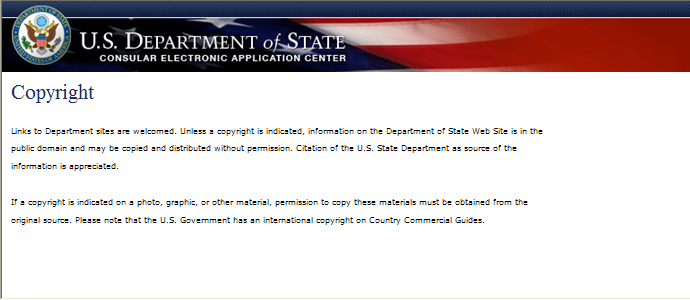 U.S. DEPARTMENT of STATE
CONSULAR ELECTRONIC APPLICATION CENTER
Copyright
Links to Department sites are welcomed. Unless a copyright is indicated, information on the Department of State Web Site is in the
public domain and may be copied and distributed without permission. Citation of the U.S. State Department as source of the
information is appreciated.
If a copyright is indicated on a photo, graphic, or other material, permission to copy these materials must be obtained from the
original source. Please note that the U.S. Government has an international copyright on Country Commercial Guides.